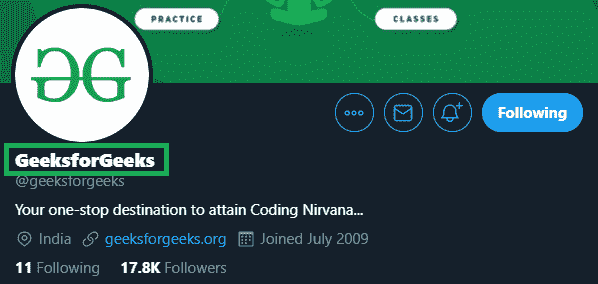 PRACTICE
CLASSES
GG
Following
GeeksforGeeks
@geeksforgeeks
Your one-stop destination to attain Coding Nirvana...
India geeksforgeeks.org Joined July 2009
11 Following 17.8K Followers